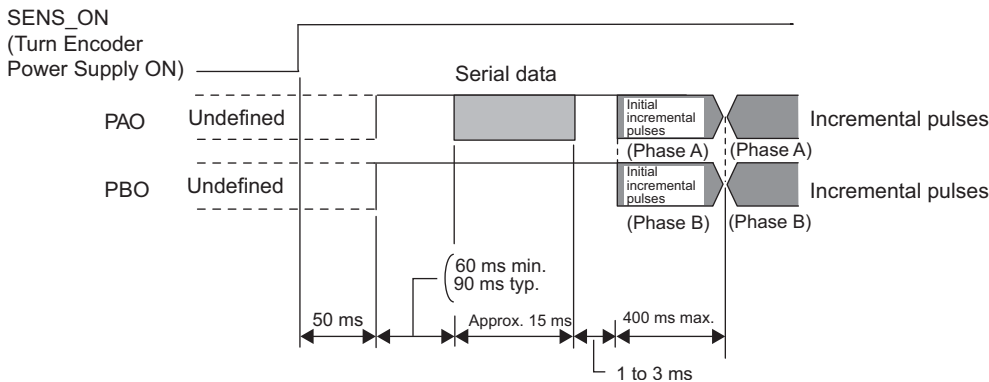 SENS_ON
(Turn Encoder
Power Supply ON)
Serial data
PAO
Undefined
Initial
incremental
pulses
(Phase A)
(Phase A)
Incremental pulses
PBO
Undefined
Initial
incremental
pulses
(Phase B)
(Phase B)
Incremental pulses
60 ms min.
90 ms typ.
50 ms
Approx. 15 ms
400 ms max.
1 to 3 ms